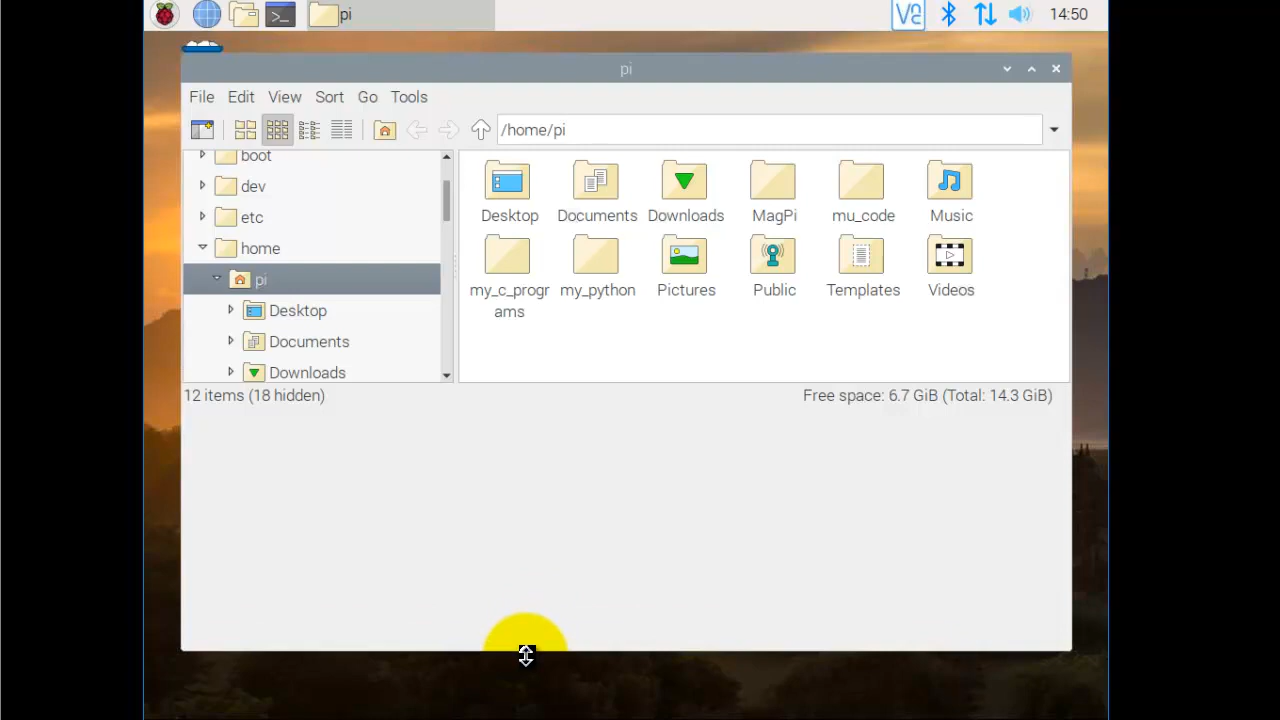 pi
14:50
pi
File Edit View Sort Go Tools
/home/pi
boot
dev
etc
home
pi
Desktop
Documents
Downloads
Desktop Documents Downloads MagPi mu_code Music
my_c_progr
ams
my_python Pictures Public Templates Videos
12 items (18 hidden)
Free space: 6.7 GiB (Total: 14.3 GiB)